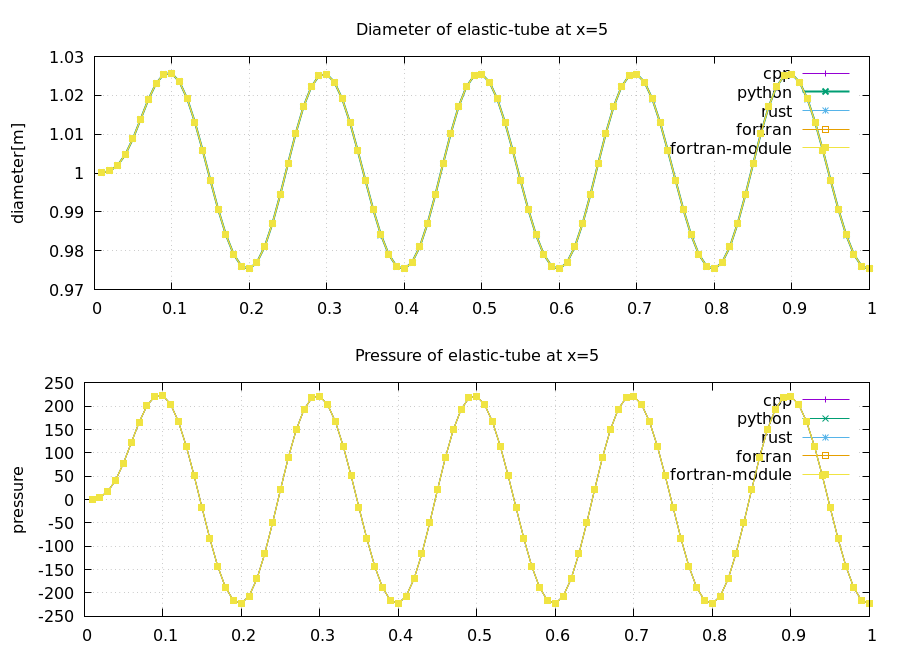 Diameter of elastic-tube at x=5
1.03
1.02
1.01
1
0.99
0.98
0.97
diameter[m]
cpp
python
rust
fortran
fortran-module
0 0.1 0.2 0.3 0.4 0.5 0.6 0.7 0.8 0.9 1
Pressure of elastic-tube at x=5
250
200
150
100
50
0
-50
-100
-150
-200
-250
pressure
cpp
python
rust
fortran
fortran-module
0 0.1 0.2 0.3 0.4 0.5 0.6 0.7 0.8 0.9 1